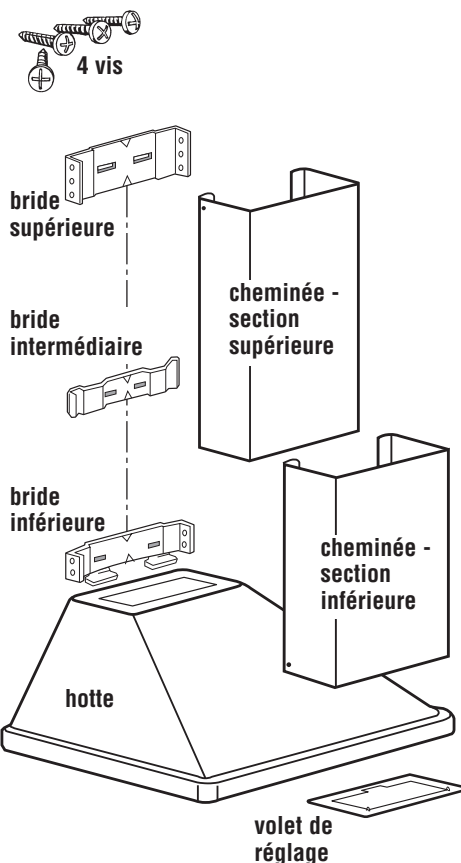 4 vis
bride
supérieure
cheminée -
section
supérieure
bride
intermédiaire
bride
inférieure
cheminée -
section
inférieure
hotte
volet de
réglage